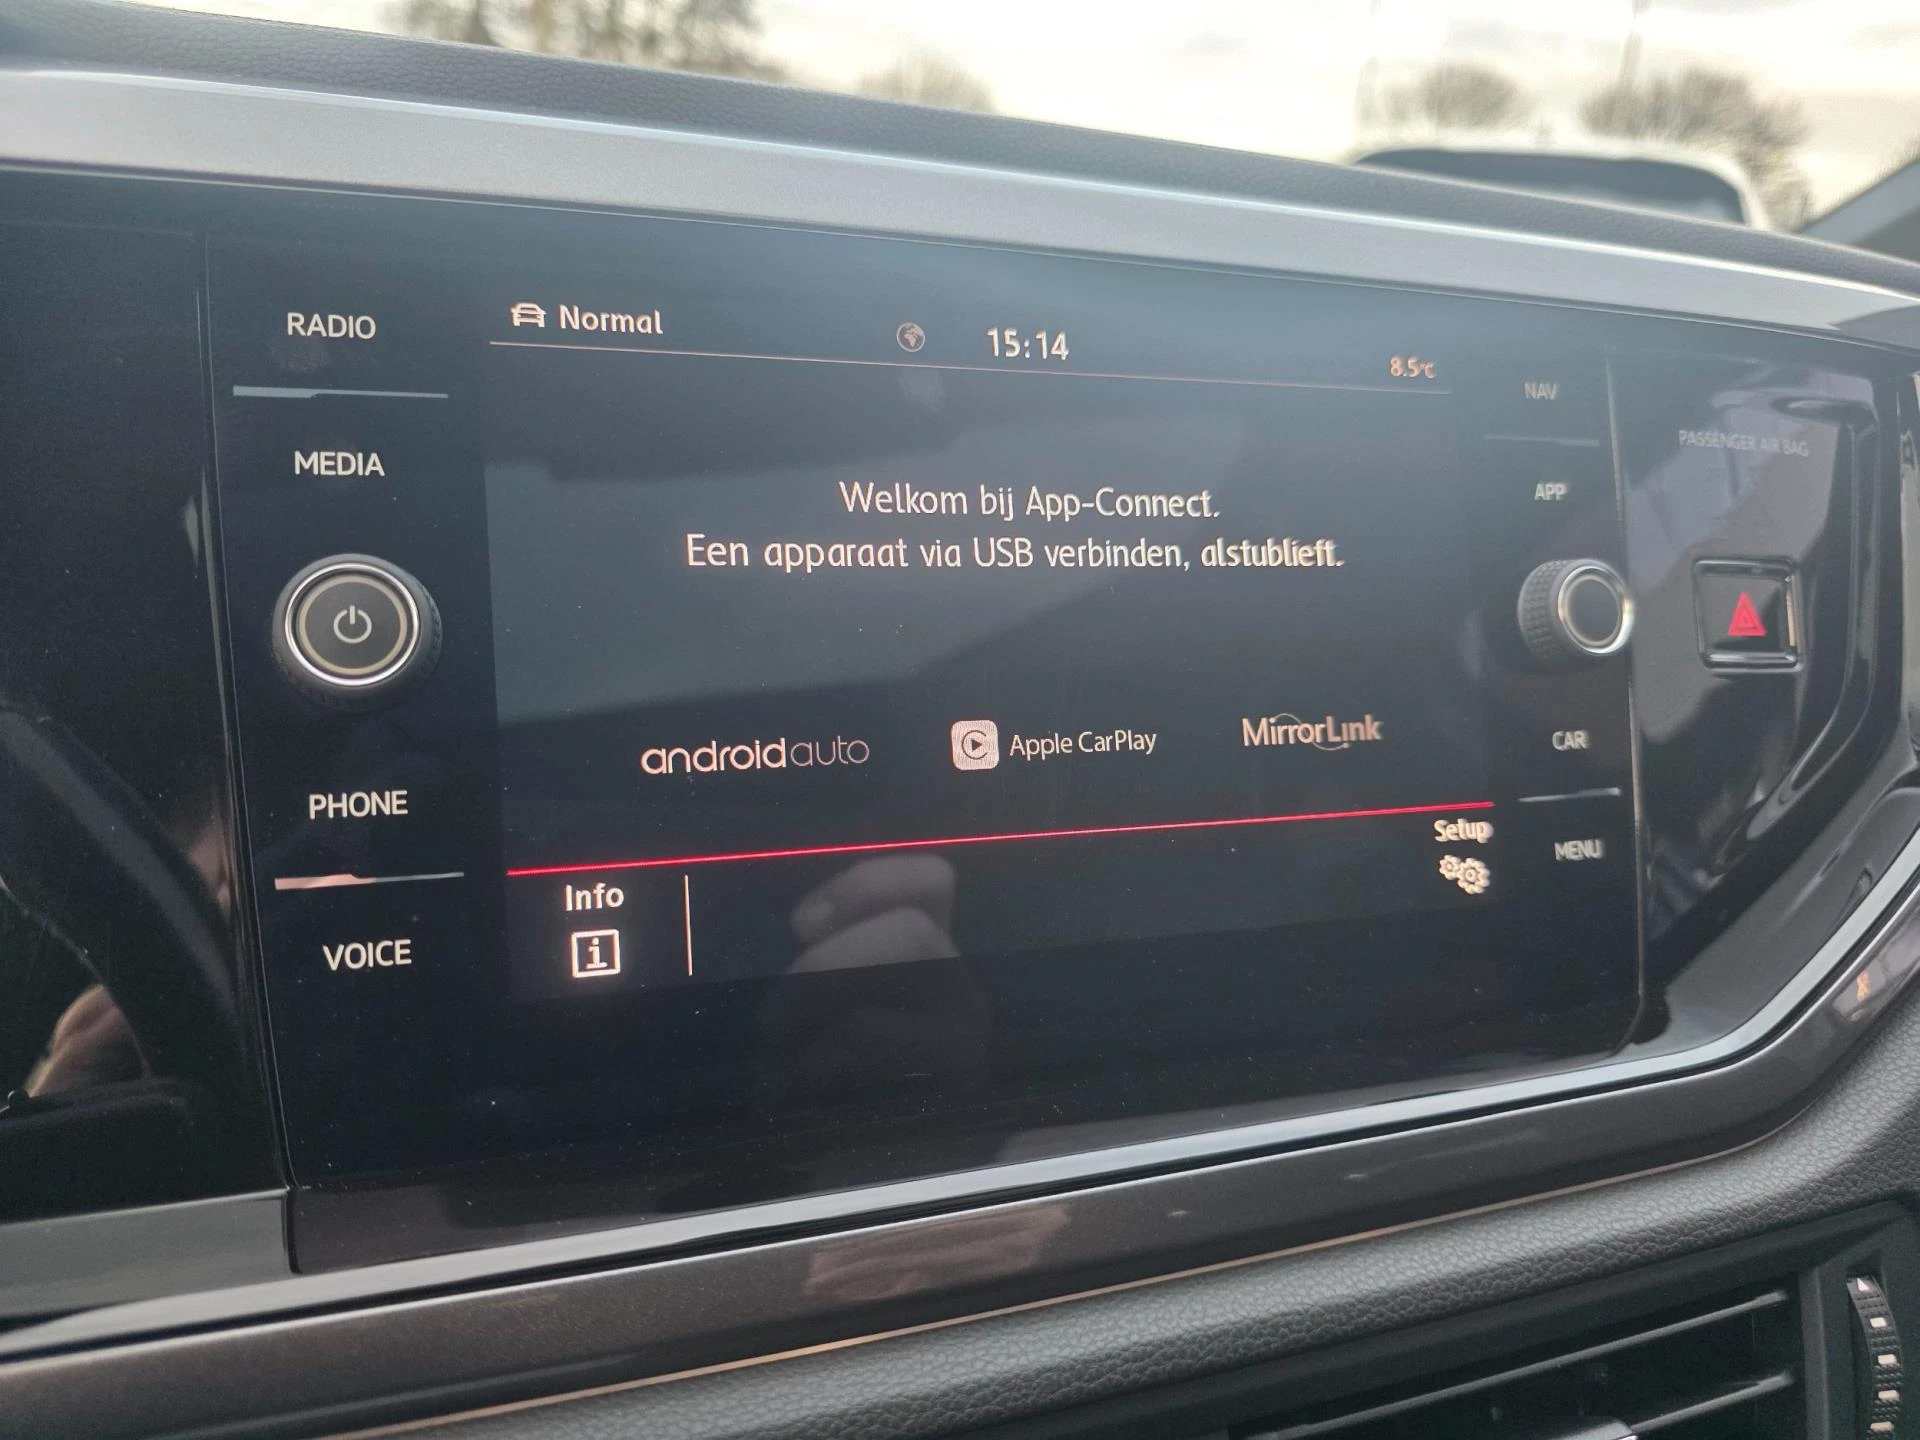 RADIO
MEDIA
PHONE
VOICE
Normal
15:14
8.5°C
Welkom bij App-Connect.
Een apparaat via USB verbinden, alstublieft.
androidauto
Apple CarPlay
MirrorLink
Info
i
Setup
NAV
APP
CAR
MENU
PASSENGER AIR BAG